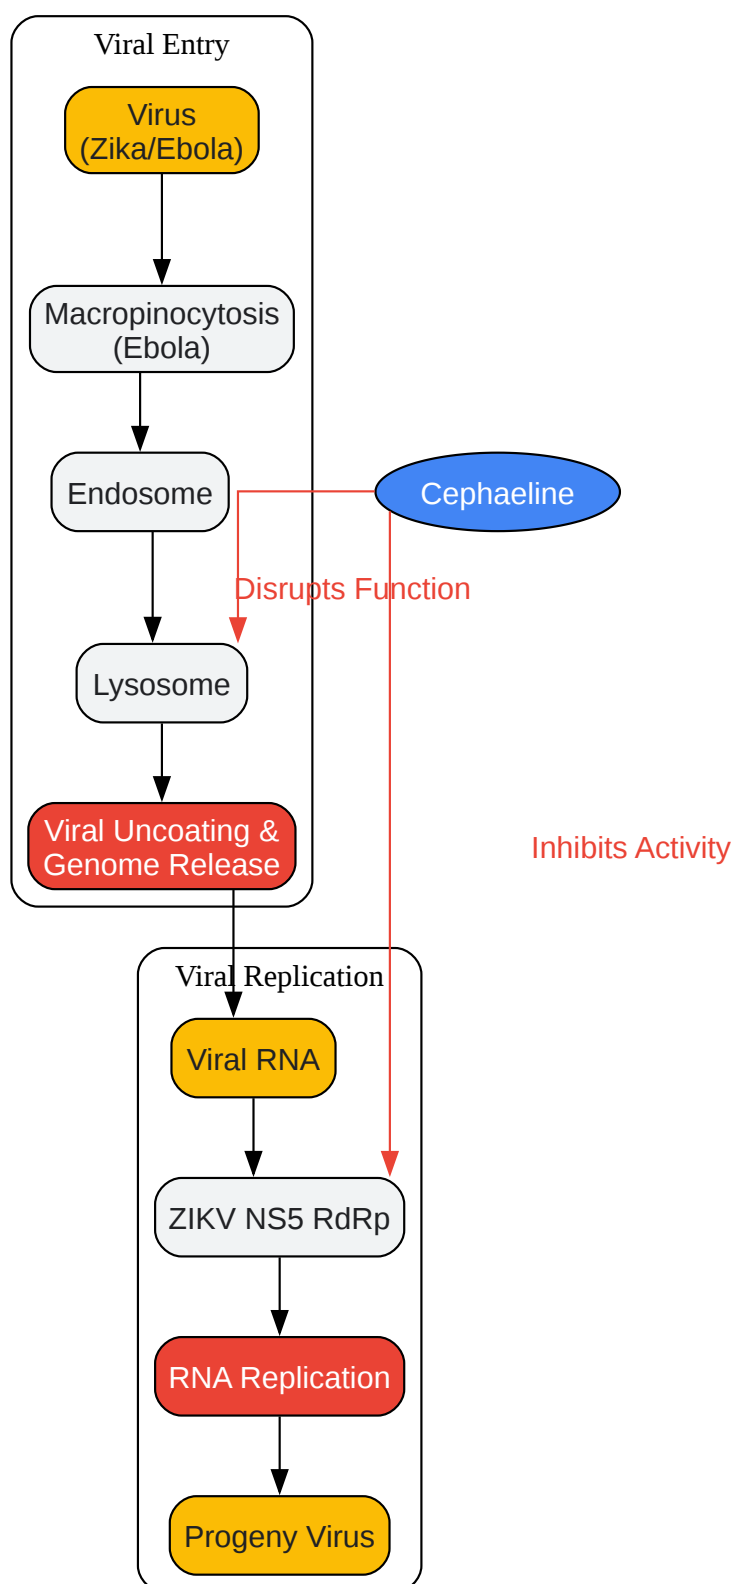 Viral Entry
Virus
(Zika/Ebola)
Macropinocytosis
(Ebola)
Endosome
Cephaeline
Disrupts Function
Lysosome
Viral Uncoating &
Genome Release
Inhibits Activity
Viral Replication
Viral RNA
ZIKV NS5 RdRp
RNA Replication
Progeny Virus